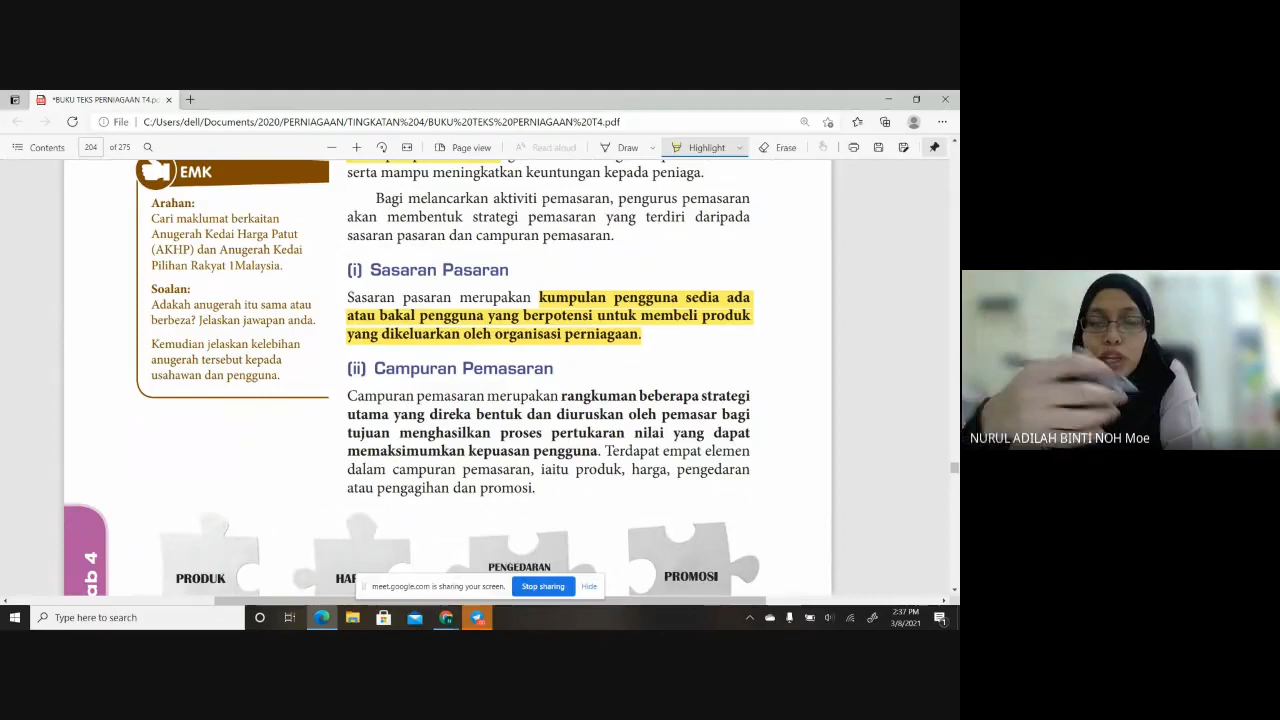 *BUKU TEKS PERNIAGAAN T4.pd
File
C:/Users/dell/Documents/2020/PERNIAGAAN/TINGKATAN%204/BUKU%20TEKS%20PERNIAGAAN%20T4.pdf
Contents
204
of 275
Page view
Read aloud
Draw
Highlight
Erase
EMK
Arahan:
Cari maklumat berkaitan
Anugerah Kedai Harga Patut
(AKHP) dan Anugerah Kedai
Pilihan Rakyat 1Malaysia.
Soalan:
Adakah anugerah itu sama atau
berbeza? Jelaskan jawapan anda.
Kemudian jelaskan kelebihan
anugerah tersebut kepada
usahawan dan pengguna.
serta mampu meningkatkan keuntungan kepada peniaga.
Bagi melancarkan aktiviti pemasaran, pengurus pemasaran
akan membentuk strategi pemasaran yang terdiri daripada
sasaran pasaran dan campuran pemasaran.
(i) Sasaran Pasaran
Sasaran pasaran merupakan kumpulan pengguna sedia ada
atau bakal pengguna yang berpotensi untuk membeli produk
yang dikeluarkan oleh organisasi perniagaan.
(ii) Campuran Pemasaran
Campuran pemasaran merupakan rangkuman beberapa strategi
utama yang direka bentuk dan diuruskan oleh pemasar bagi
tujuan menghasilkan proses pertukaran nilai yang dapat
memaksimumkan kepuasan pengguna. Terdapat empat elemen
dalam campuran pemasaran, iaitu produk, harga, pengedaran
atau pengagihan dan promosi.
ab 4
PRODUK
HAR
PENGEDARAN
PROMOSI
meet.google.com is sharing your screen.
Stop sharing
Hide
Type here to search
2:37 PM
3/8/2021
NURUL ADILAH BINTI NOH Moe